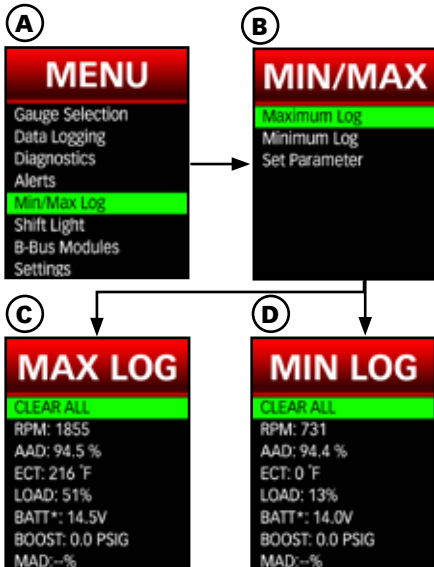 A
MENU
Gauge Selection
Data Logging
Diagnostics
Alerts
Min/Max Log
Shift Light
B-Bus Modules
Settings
B
MIN/MAX
Maximum Log
Minimum Log
Set Parameter
C
MAX LOG
CLEAR ALL
RPM: 1855
AAD: 94.5 %
ECT: 216 °F
LOAD: 51%
BATT*: 14.5V
BOOST: 0.0 PSIG
MAD:--%
D
MIN LOG
CLEAR ALL
RPM: 731
AAD: 94.4 %
ECT: 0 °F
LOAD: 13%
BATT*: 14.0V
BOOST: 0.0 PSIG
MAD:--%